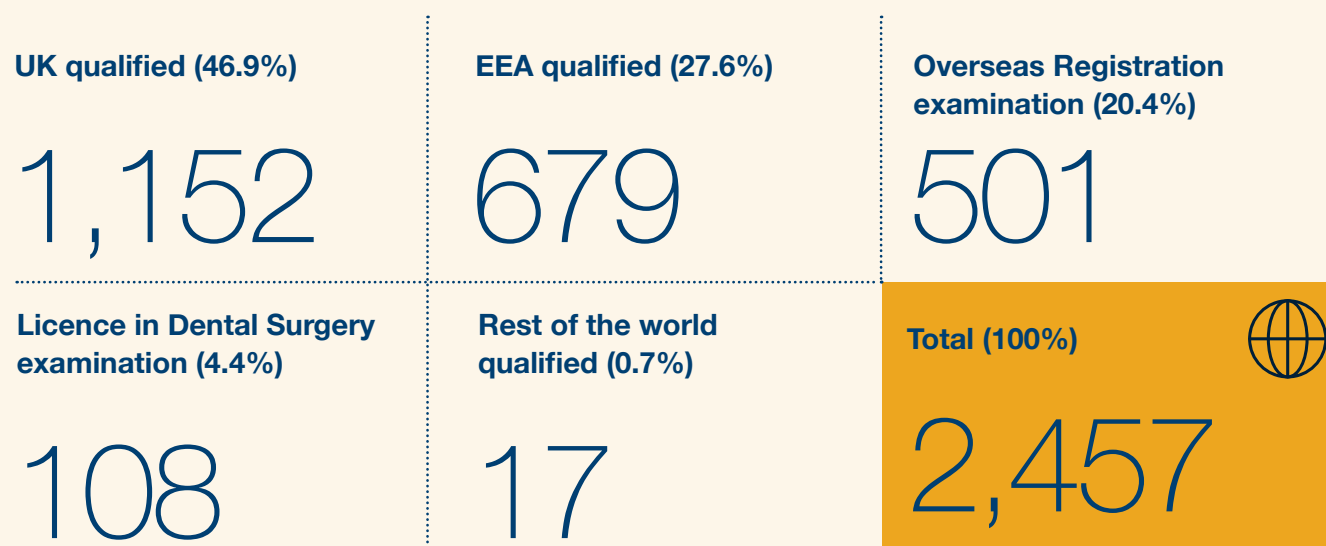 UK qualified (46.9%)
1,152
EEA qualified (27.6%)
679
Overseas Registration
examination (20.4%)
501
Licence in Dental Surgery
examination (4.4%)
108
Rest of the world
qualified (0.7%)
17
Total (100%)
2,457